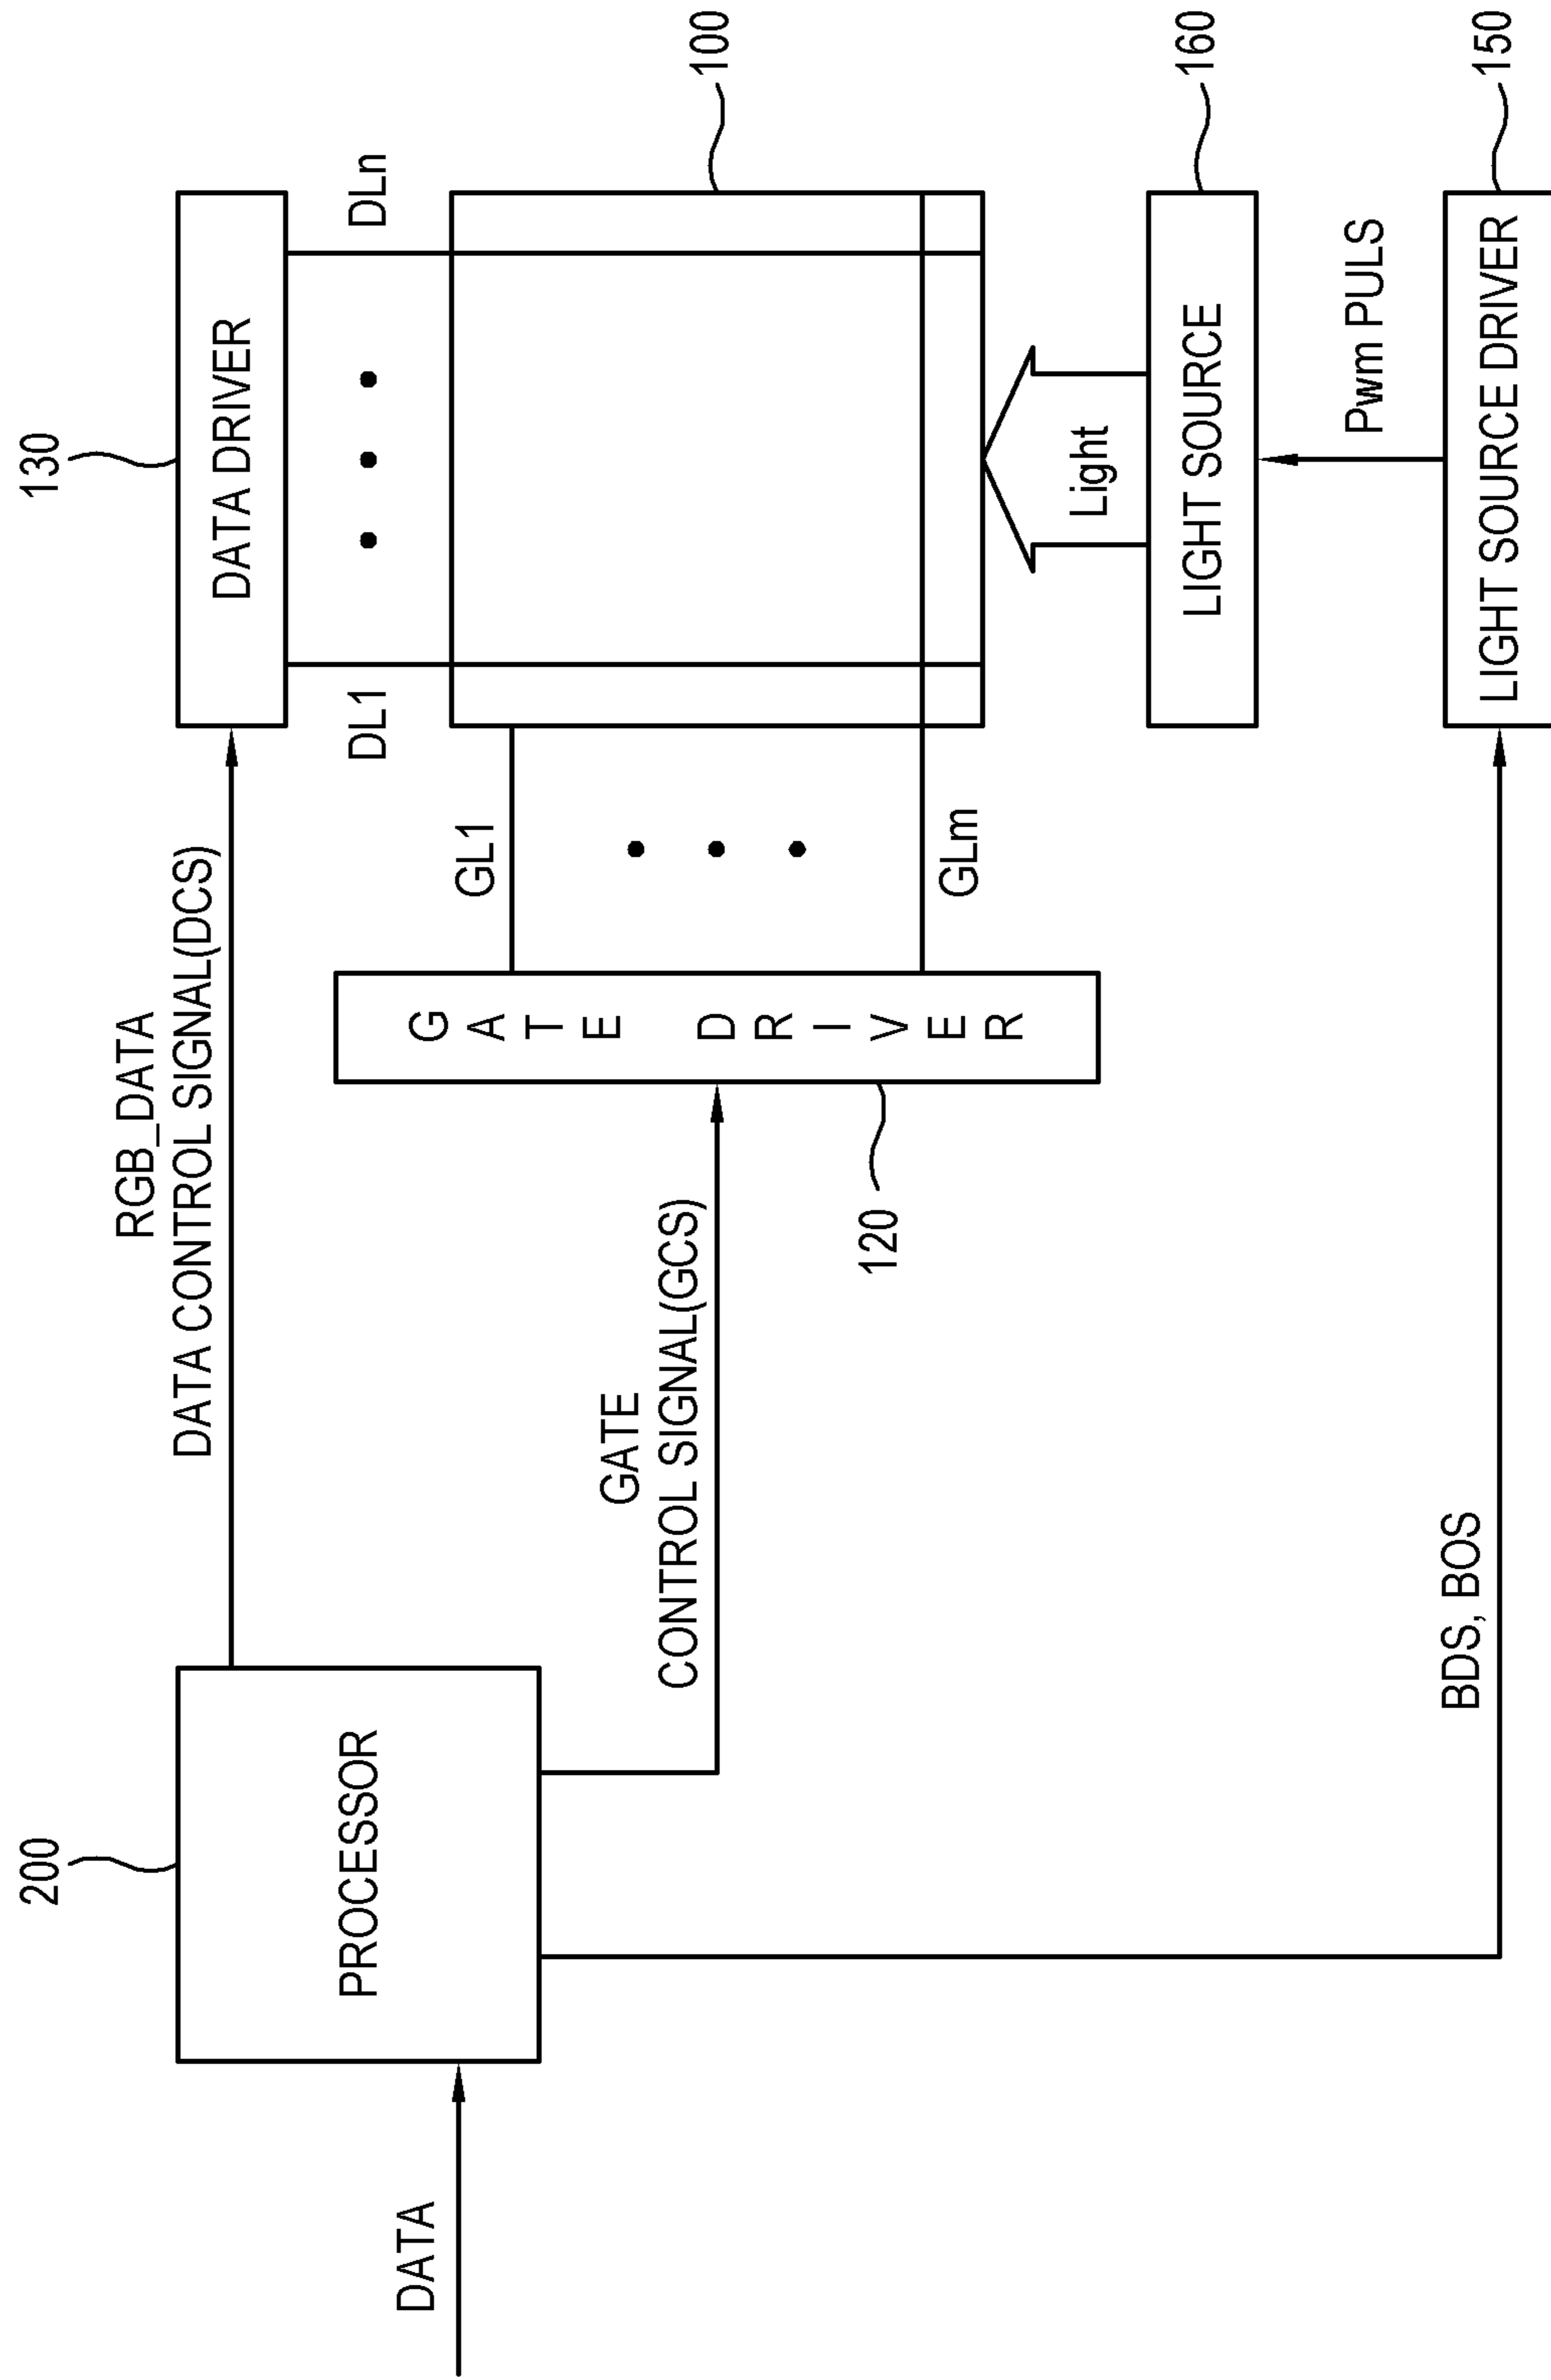 200
130
RGB_DATA
DATA CONTROL SIGNAL(DCS)
DATA DRIVER
DL1
DLn
DATA
PROCESSOR
GATE
CONTROL SIGNAL(GCS)
GATE DRIVER
120
GL1
GLm
100
Light
LIGHT SOURCE
160
Pwm PULS
BDS, BOS
LIGHT SOURCE DRIVER
150